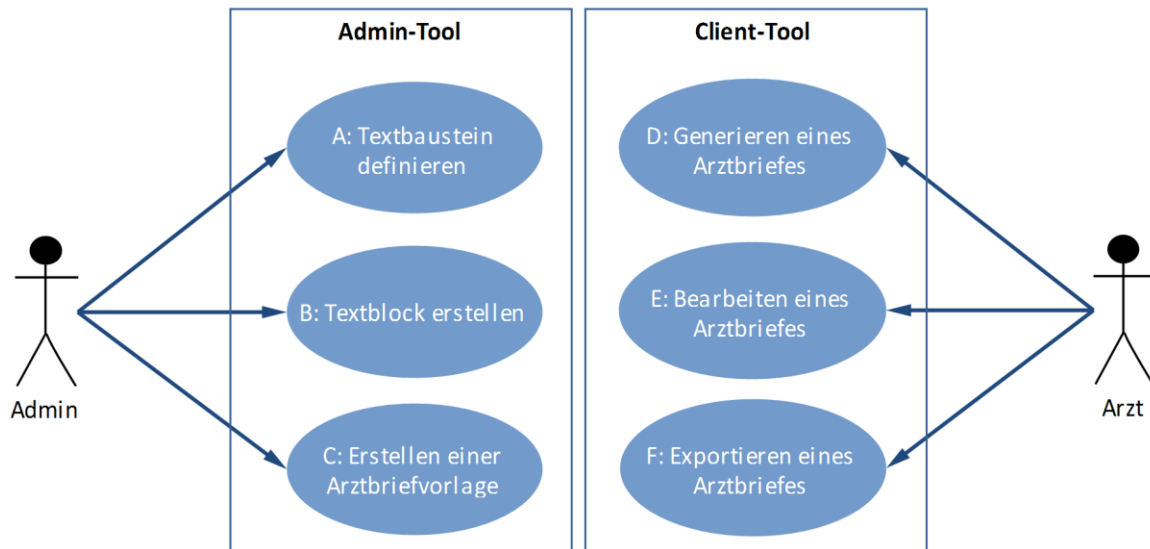 Admin-Tool
A: Textbaustein
definieren
B: Textblock erstellen
C: Erstellen einer
Arztbriefvorlage
Admin
Client-Tool
D: Generieren eines
Arztbriefes
E: Bearbeiten eines
Arztbriefes
F: Exportieren eines
Arztbriefes
Arzt